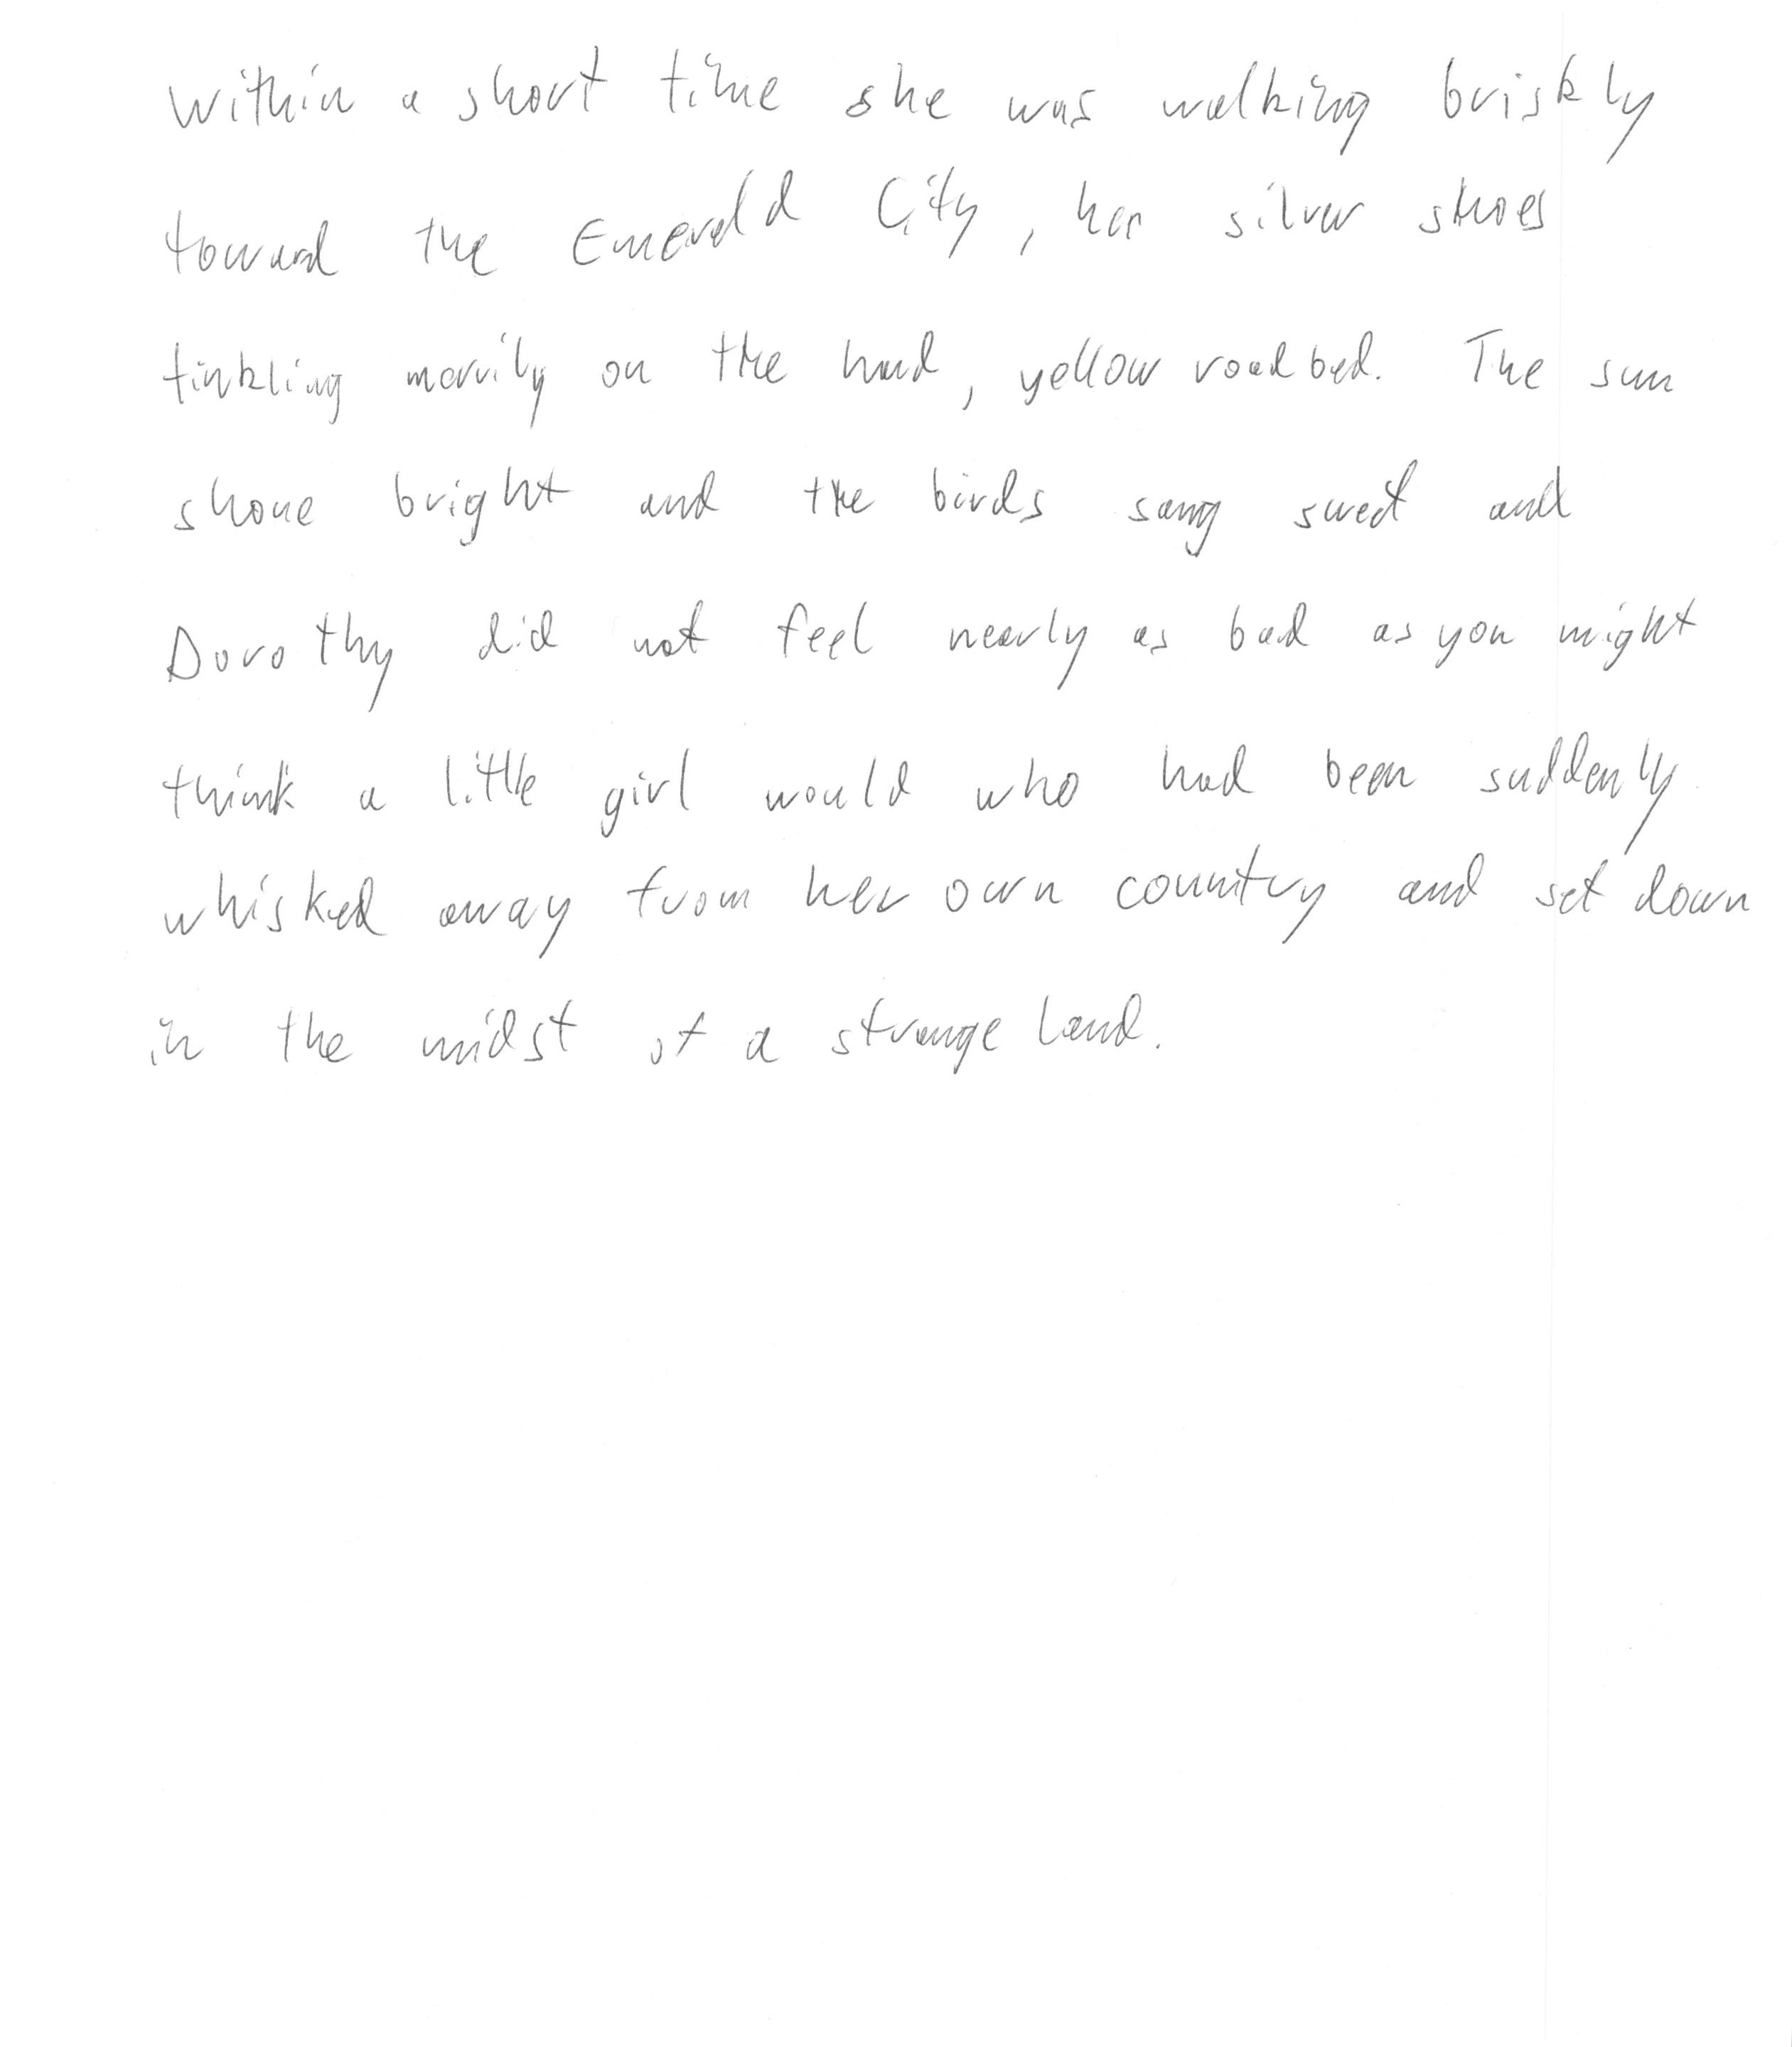 Within a short time she was walking briskly
toward the Emerald City, her silver shoes
tinkling merrily on the hard, yellow roadbed. The sun
shone bright and the birds sang sweet and
Dorothy did not feel nearly as bad as you might
think a little girl would who had been suddenly
whisked away from her own country and set down
in the midst of a strange land.